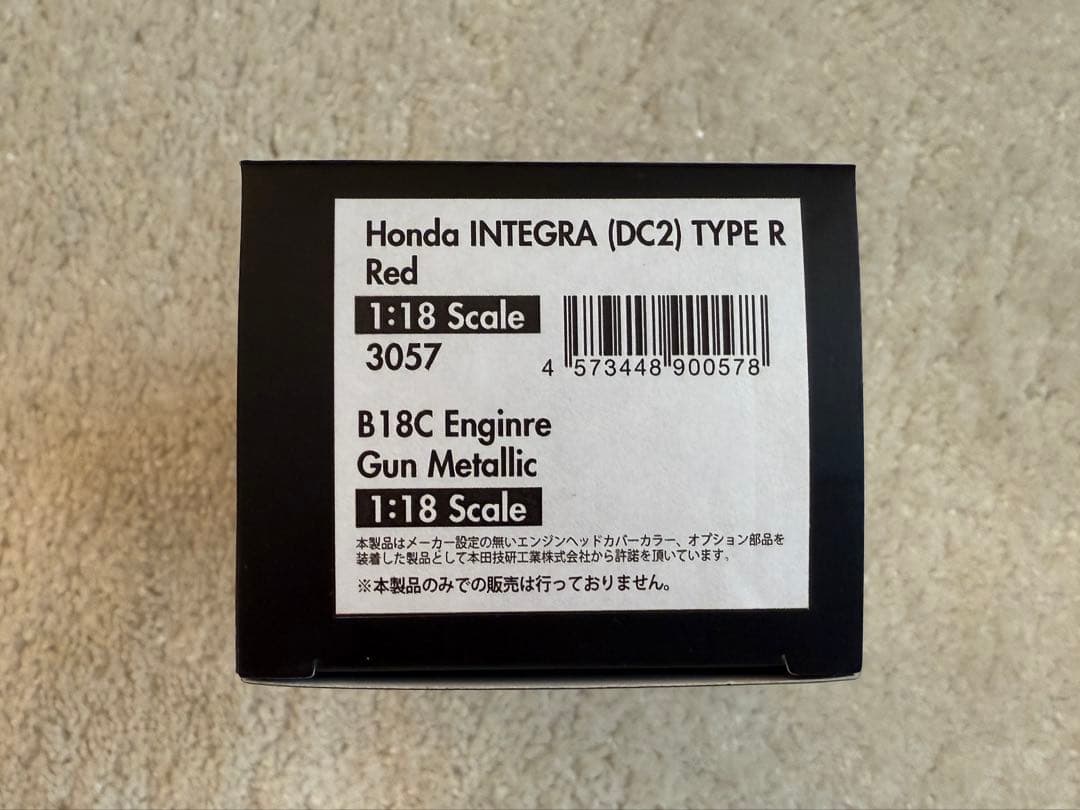 Honda INTEGRA (DC2) TYPE R
Red
1:18 Scale
3057
4 573448 900578
B18C Enginre
Gun Metallic
1:18 Scale
本製品はメーカー設定の無いエンジンヘッドカバーカラー、オプション部品を
装着した製品として本田技研工業株式会社から許諾を頂いています。
※本製品のみでの販売は行っておりません。